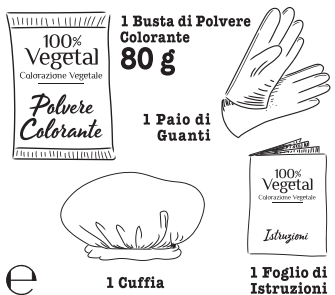 100%
Vegetal
Colorazione Vegetale
Polvere
Colorante
1 Busta di Polvere
Colorante
80 g
1 Paio di
Guanti
100%
Vegetal
Colorazione Vegetale
Istruzioni
℮
1 Cuffia
1 Foglio di
Istruzioni